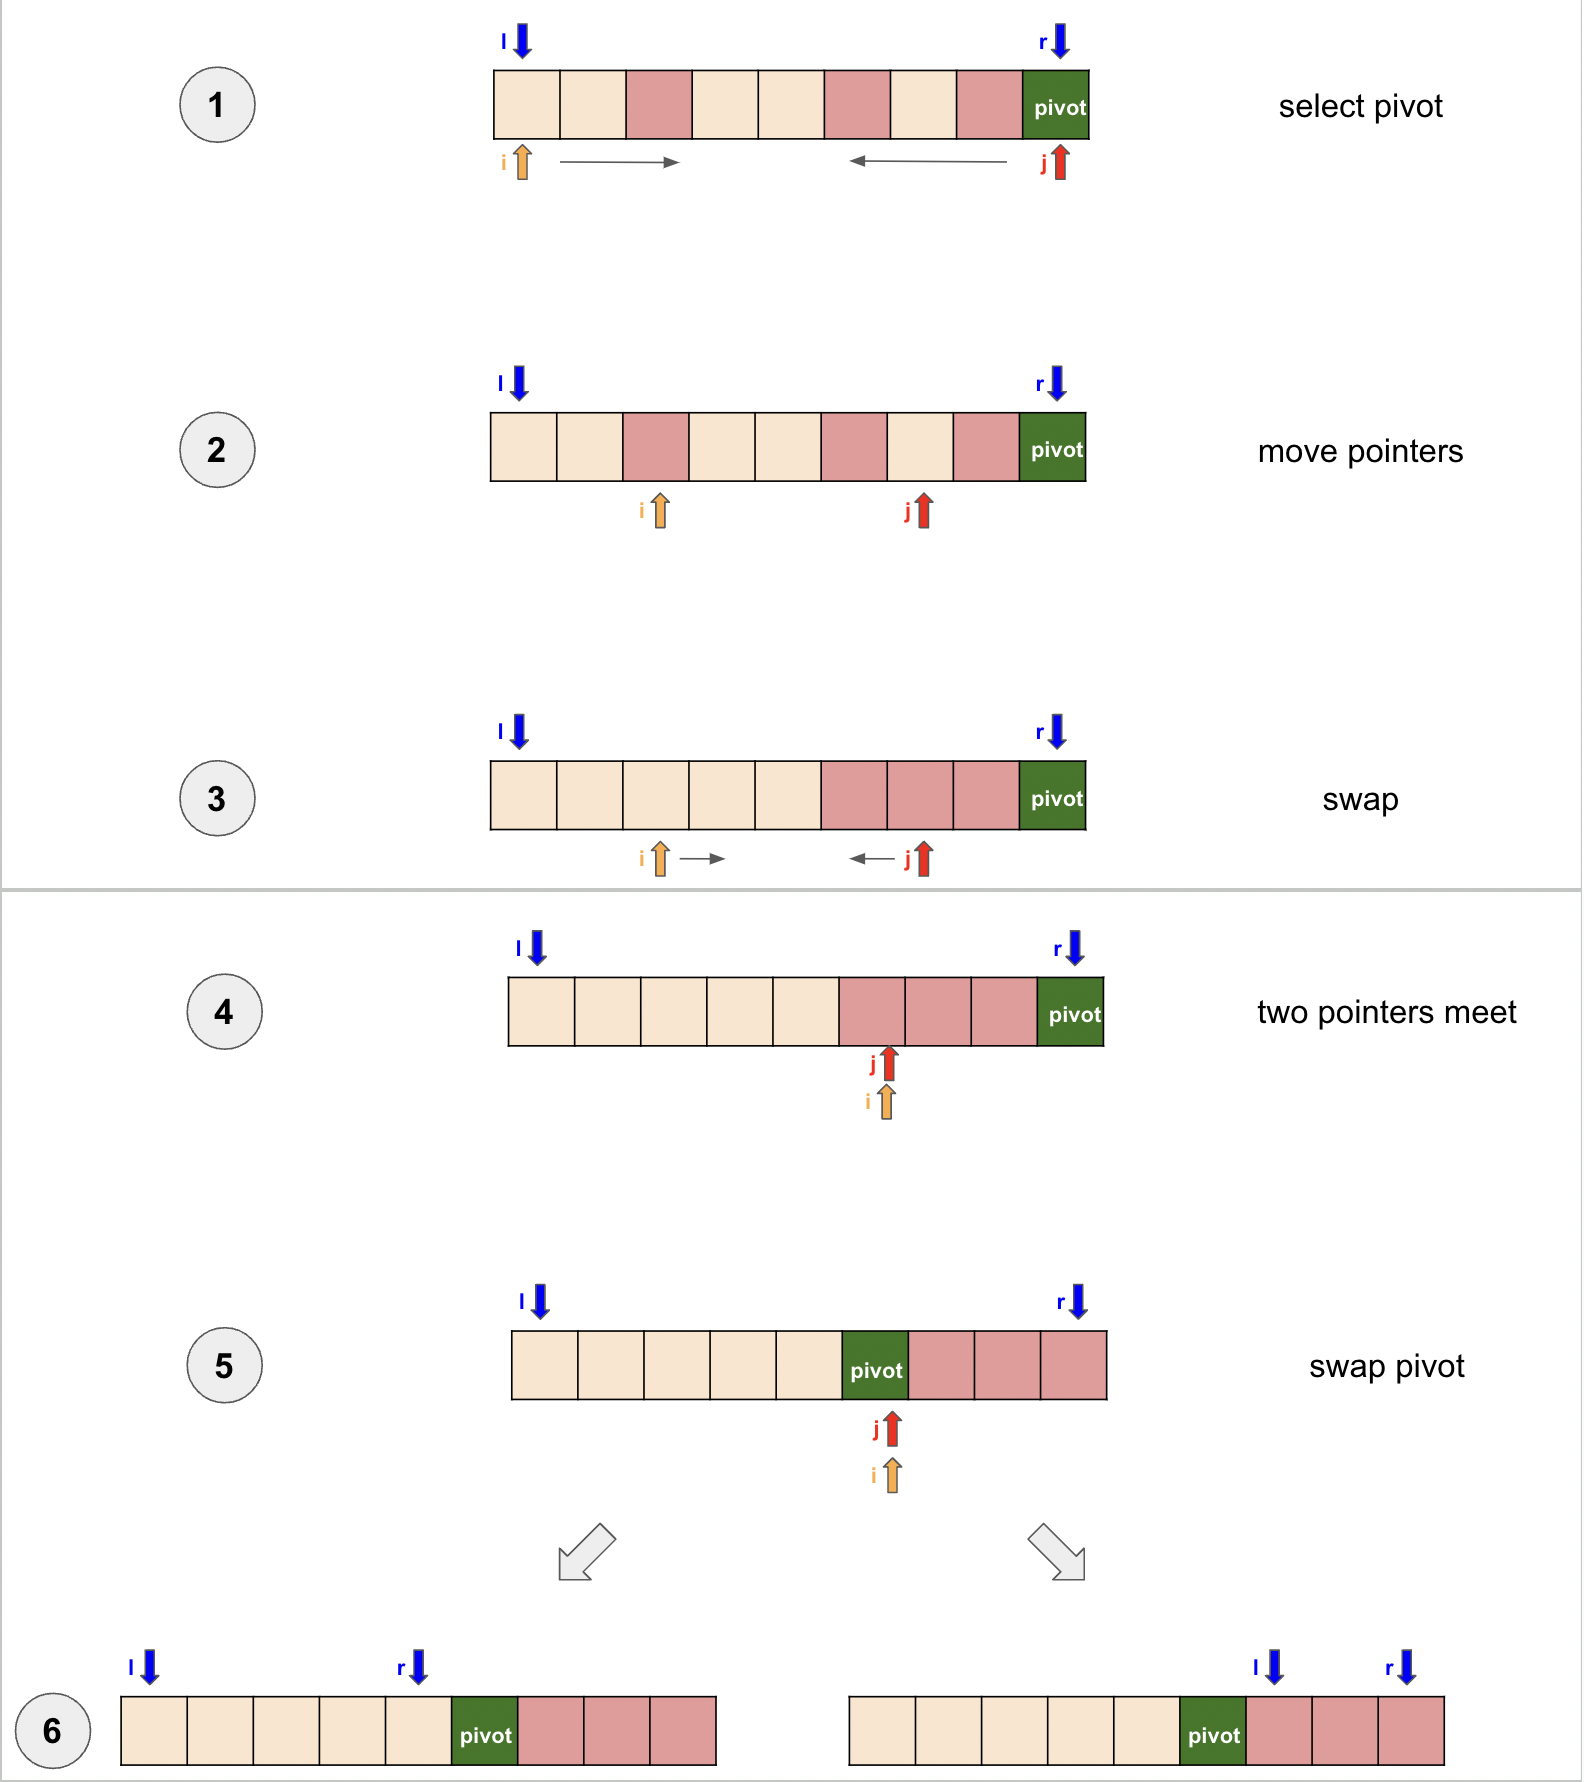 l r
1 pivot select pivot
i j
l r
2 pivot move pointers
i j
l r
3 pivot swap
i j
l r
4 pivot two pointers meet
j
i
l r
5 pivot swap pivot
j
i
l r l r
6 pivot pivot